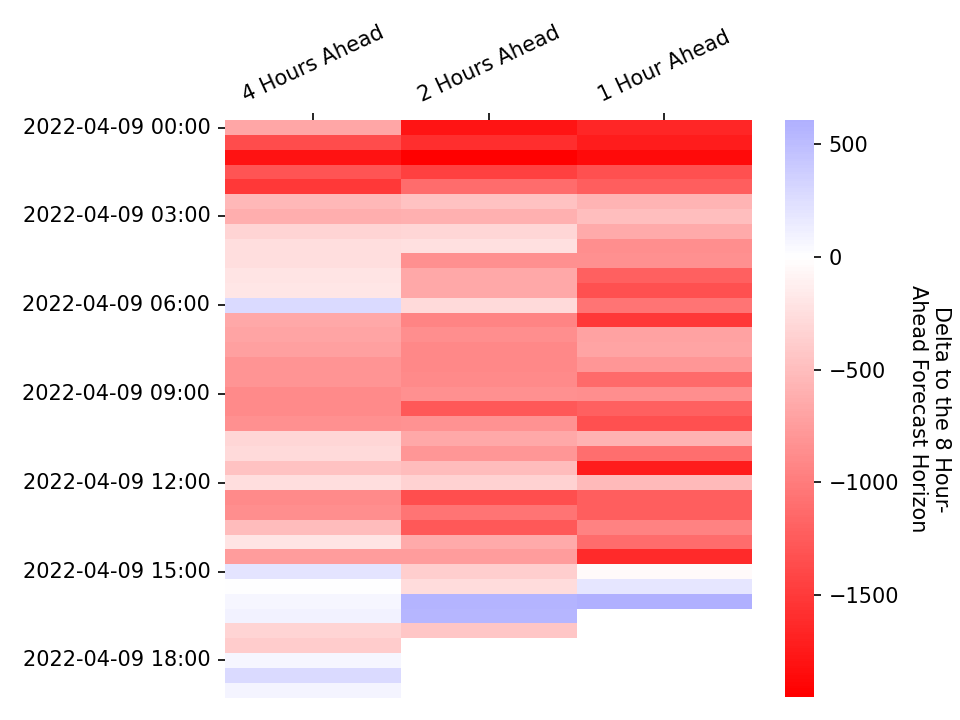 4 Hours Ahead
2 Hours Ahead
1 Hour Ahead
2022-04-09 00:00
2022-04-09 03:00
2022-04-09 06:00
2022-04-09 09:00
2022-04-09 12:00
2022-04-09 15:00
2022-04-09 18:00
500
0
−500
−1000
−1500
Delta to the 8 Hour-
Ahead Forecast Horizon